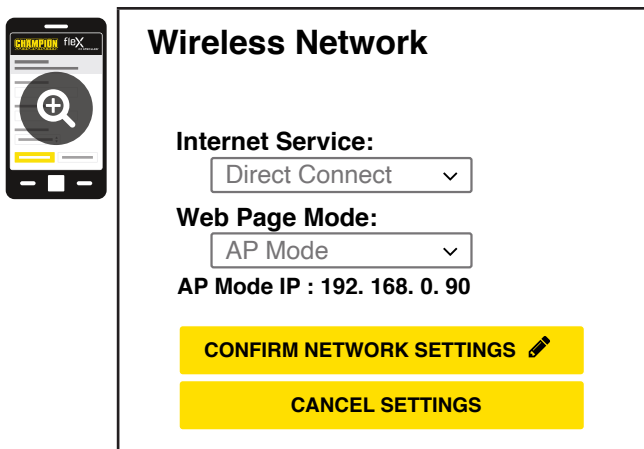 CHAMPION fleX
Wireless Network
Internet Service:
Direct Connect
Web Page Mode:
AP Mode
AP Mode IP : 192. 168. 0. 90
CONFIRM NETWORK SETTINGS
CANCEL SETTINGS